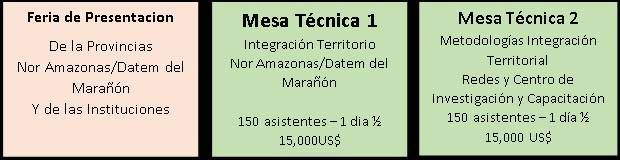 Feria de Presentacion
De la Provincias
Nor Amazonas/Datem del
Marañón
Y de las Instituciones
Mesa Técnica 1
Integración Territorio
Nor Amazonas/Datem del
Marañón
150 asistentes – 1 dia ½
15,000US$
Mesa Técnica 2
Metodologías Integración
Territorial
Redes y Centro de
Investigación y Capacitación
150 asistentes – 1 día ½
15,000 US$